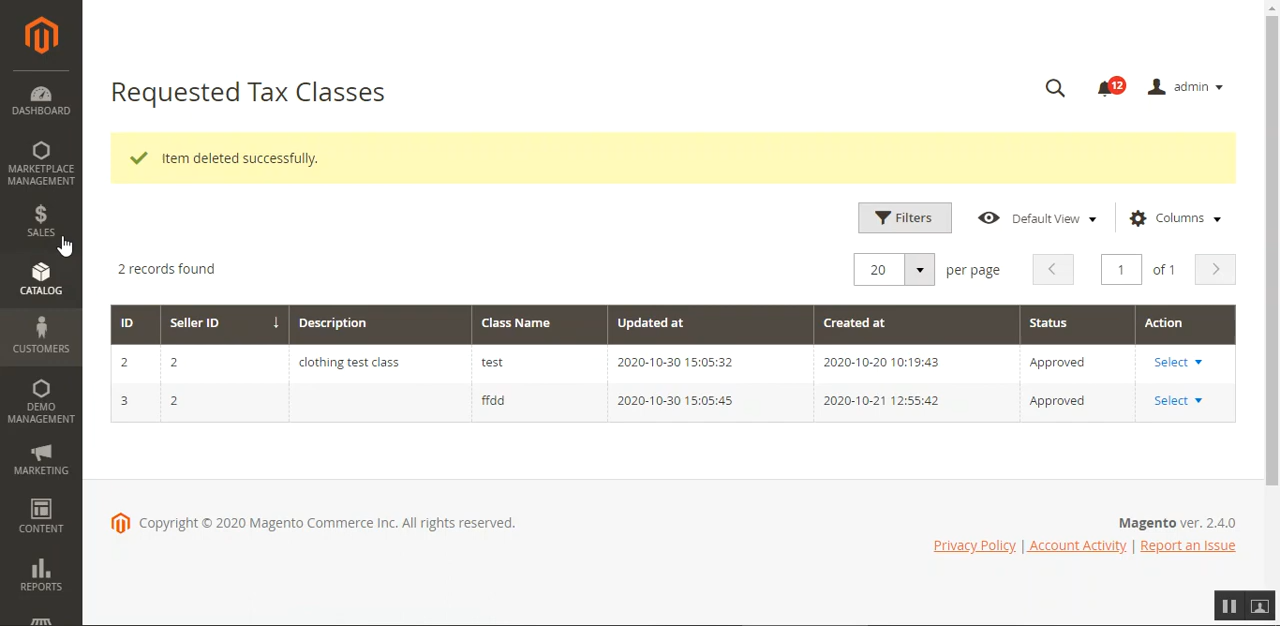 DASHBOARD
MARKETPLACE
MANAGEMENT
SALES
CATALOG
CUSTOMERS
DEMO
MANAGEMENT
MARKETING
CONTENT
REPORTS
Requested Tax Classes
12
admin
Item deleted successfully.
Filters
Default View
Columns
2 records found
20 per page
1 of 1
ID Seller ID ↓ Description Class Name Updated at Created at Status Action
2 2 clothing test class test 2020-10-30 15:05:32 2020-10-20 10:19:43 Approved Select
3 2 ffdd 2020-10-30 15:05:45 2020-10-21 12:55:42 Approved Select
Copyright © 2020 Magento Commerce Inc. All rights reserved.
Magento ver. 2.4.0
Privacy Policy | Account Activity | Report an Issue